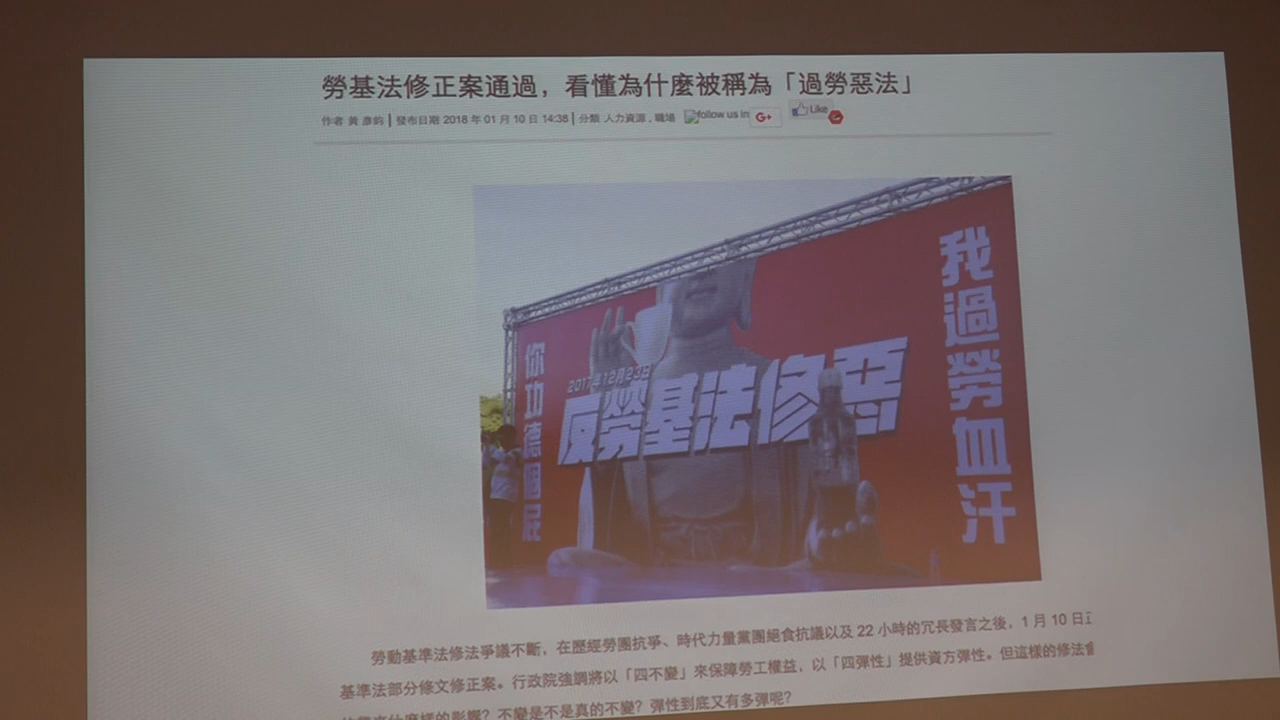 勞基法修正案通過，看懂為什麼被稱為「過勞惡法」
作者 黃 彥鈞 | 發布日期 2018 年 01 月 10 日 14:38 | 分類 人力資源 , 職場 follow us in G+ Like
我過勞血汗
2017年12月23日
反勞基法修惡
你功德個屁
勞動基準法修法爭議不斷，在歷經勞團抗爭、時代力量黨團絕食抗議以及 22 小時的冗長發言之後，1 月 10 日
基準法部分條文修正案。行政院強調將以「四不變」來保障勞工權益，以「四彈性」提供資方彈性。但這樣的修法會
什麼樣的影響？不變是不是真的不變？彈性到底又有多彈呢？